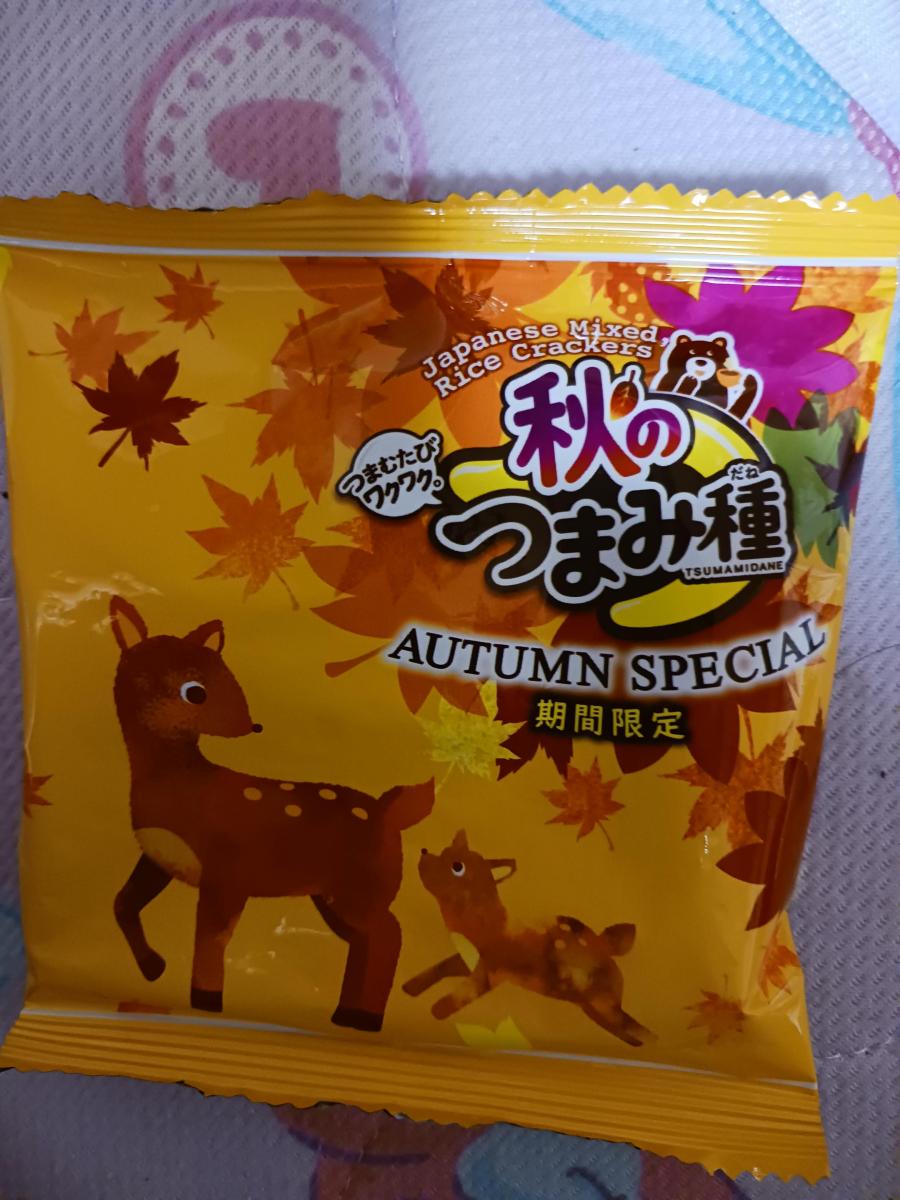 Japanese Mixed
Rice Crackers
秋の
つまむたび
ワクワク。
だね
つまみ種
TSUMAMIDANE
AUTUMN SPECIAL
期間限定